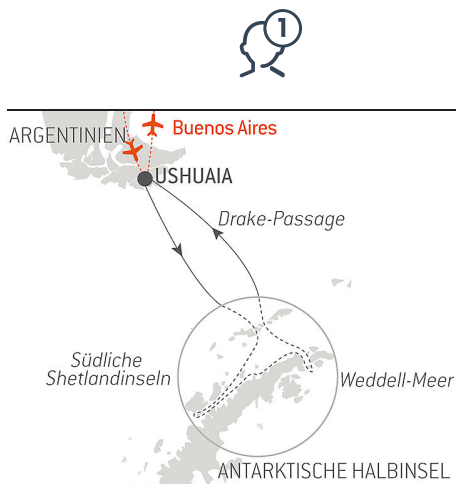 1
ARGENTINIEN
Buenos Aires
USHUAIA
Drake-Passage
Südliche
Shetlandinseln
Weddell-Meer
ANTARKTISCHE HALBINSEL